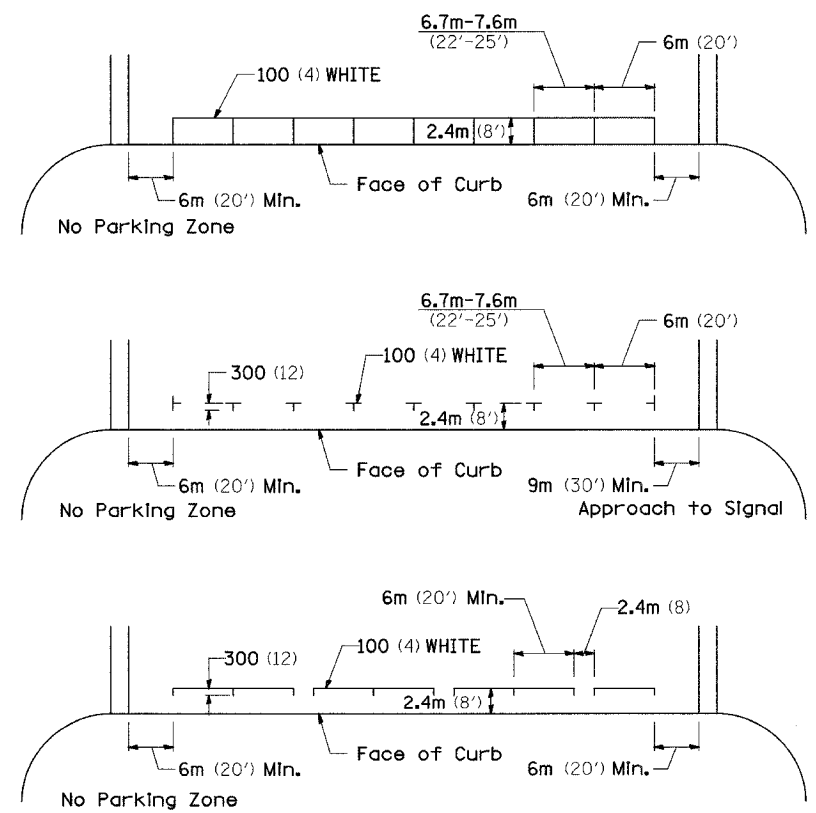 6.7m-7.6m
(22'-25')
6m (20')
100 (4) WHITE
2.4m (8')
Face of Curb
6m (20') Min.
6m (20') Min.
No Parking Zone
6.7m-7.6m
(22'-25')
6m (20')
300 (12)
100 (4) WHITE
2.4m (8')
Face of Curb
6m (20') Min.
9m (30') Min.
No Parking Zone
Approach to Signal
6m (20') Min.
2.4m (8)
300 (12)
100 (4) WHITE
2.4m (8')
Face of Curb
6m (20') Min.
6m (20') Min.
No Parking Zone